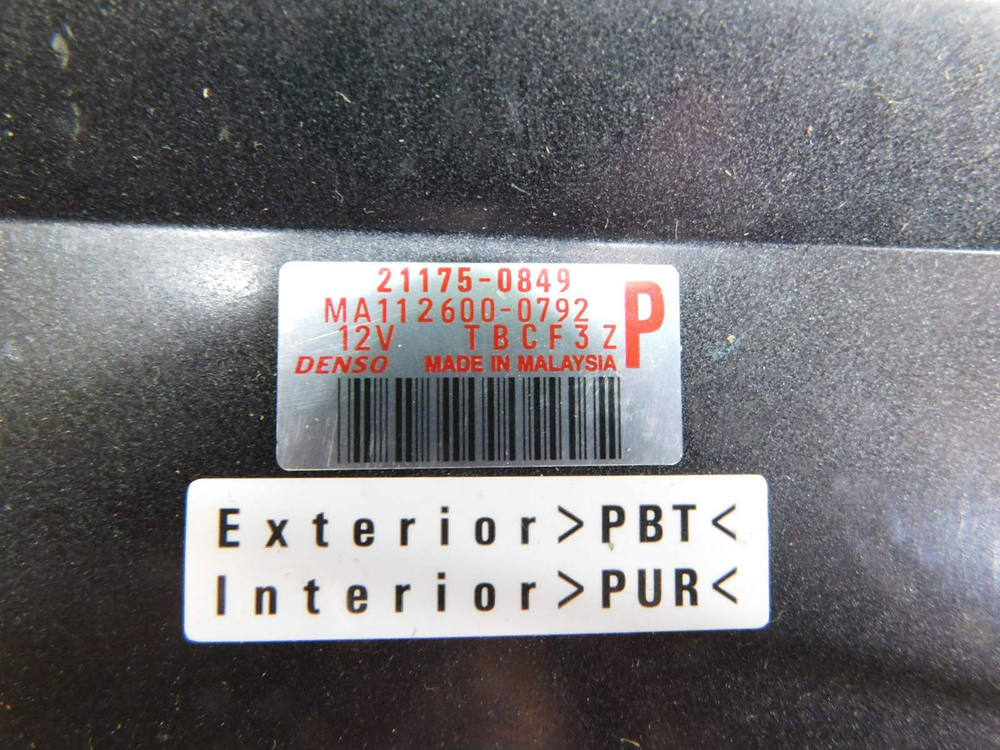 21175-0849
MA112600-0792
P
12V TBCF3Z
DENSO MADE IN MALAYSIA
Exterior>PBT<
Interior>PUR<